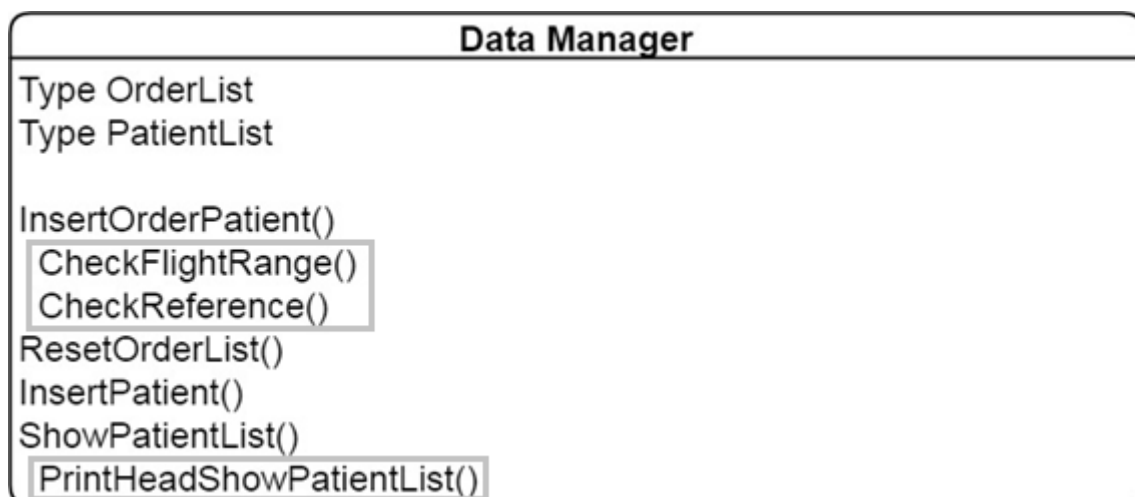 Data Manager
Type OrderList
Type PatientList
InsertOrderPatient()
CheckFlightRange()
CheckReference()
ResetOrderList()
InsertPatient()
ShowPatientList()
PrintHeadShowPatientList()